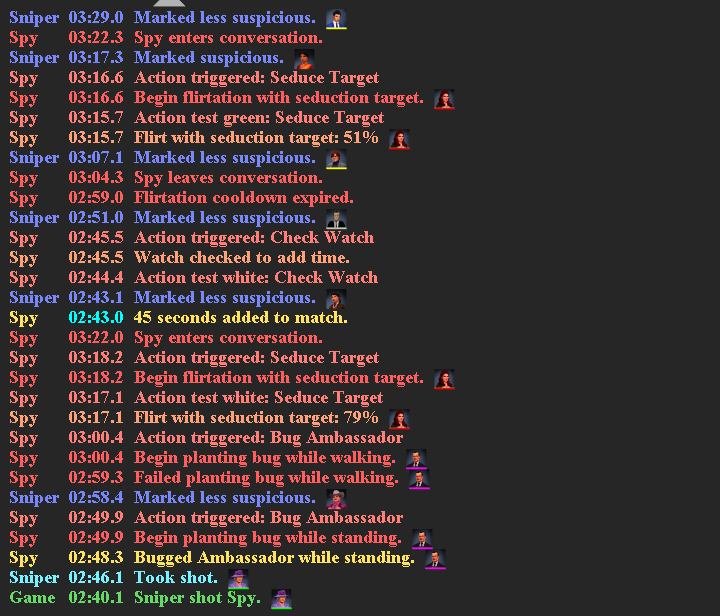 Sniper 03:29.0 Marked less suspicious.
Spy 03:22.3 Spy enters conversation.
Sniper 03:17.3 Marked suspicious.
Spy 03:16.6 Action triggered: Seduce Target
Spy 03:16.6 Begin flirtation with seduction target.
Spy 03:15.7 Action test green: Seduce Target
Spy 03:15.7 Flirt with seduction target: 51%
Sniper 03:07.1 Marked less suspicious.
Spy 03:04.3 Spy leaves conversation.
Spy 02:59.0 Flirtation cooldown expired.
Sniper 02:51.0 Marked less suspicious.
Spy 02:45.5 Action triggered: Check Watch
Spy 02:45.5 Watch checked to add time.
Spy 02:44.4 Action test white: Check Watch
Sniper 02:43.1 Marked less suspicious.
Spy 02:43.0 45 seconds added to match.
Spy 03:22.0 Spy enters conversation.
Spy 03:18.2 Action triggered: Seduce Target
Spy 03:18.2 Begin flirtation with seduction target.
Spy 03:17.1 Action test white: Seduce Target
Spy 03:17.1 Flirt with seduction target: 79%
Spy 03:00.4 Action triggered: Bug Ambassador
Spy 03:00.4 Begin planting bug while walking.
Spy 02:59.3 Failed planting bug while walking.
Sniper 02:58.4 Marked less suspicious.
Spy 02:49.9 Action triggered: Bug Ambassador
Spy 02:49.9 Begin planting bug while standing.
Spy 02:48.3 Bugged Ambassador while standing.
Sniper 02:46.1 Took shot.
Game 02:40.1 Sniper shot Spy.